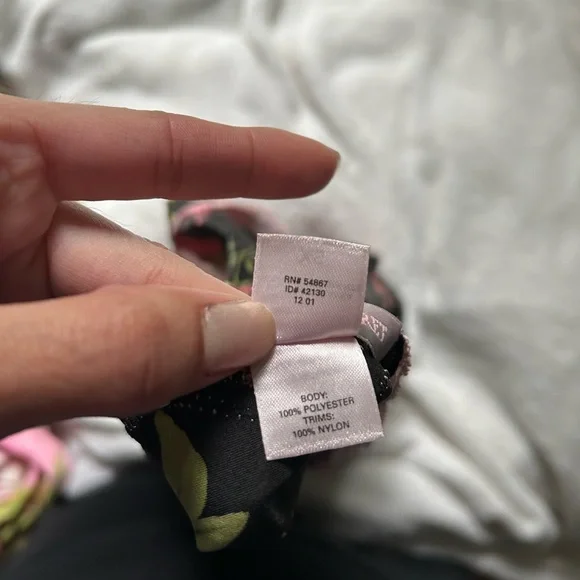 RN# 54867
ID# 42130
12 01
BODY:
100% POLYESTER
TRIMS:
100% NYLON